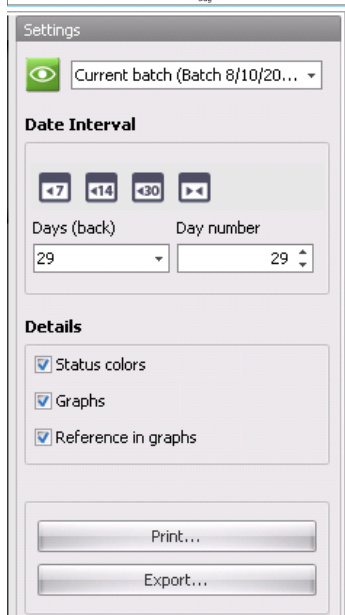 Settings
Current batch (Batch 8/10/20...
Date Interval
7 14 30
Days (back) Day number
29 29
Details
Status colors
Graphs
Reference in graphs
Print...
Export...